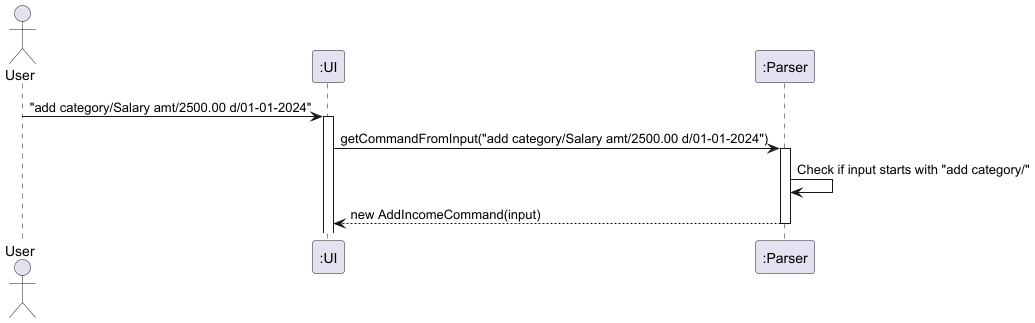 User
:UI
:Parser
"add category/Salary amt/2500.00 d/01-01-2024"
getCommandFromInput("add category/Salary amt/2500.00 d/01-01-2024")
Check if input starts with "add category/"
new AddIncomeCommand(input)
User
:UI
:Parser